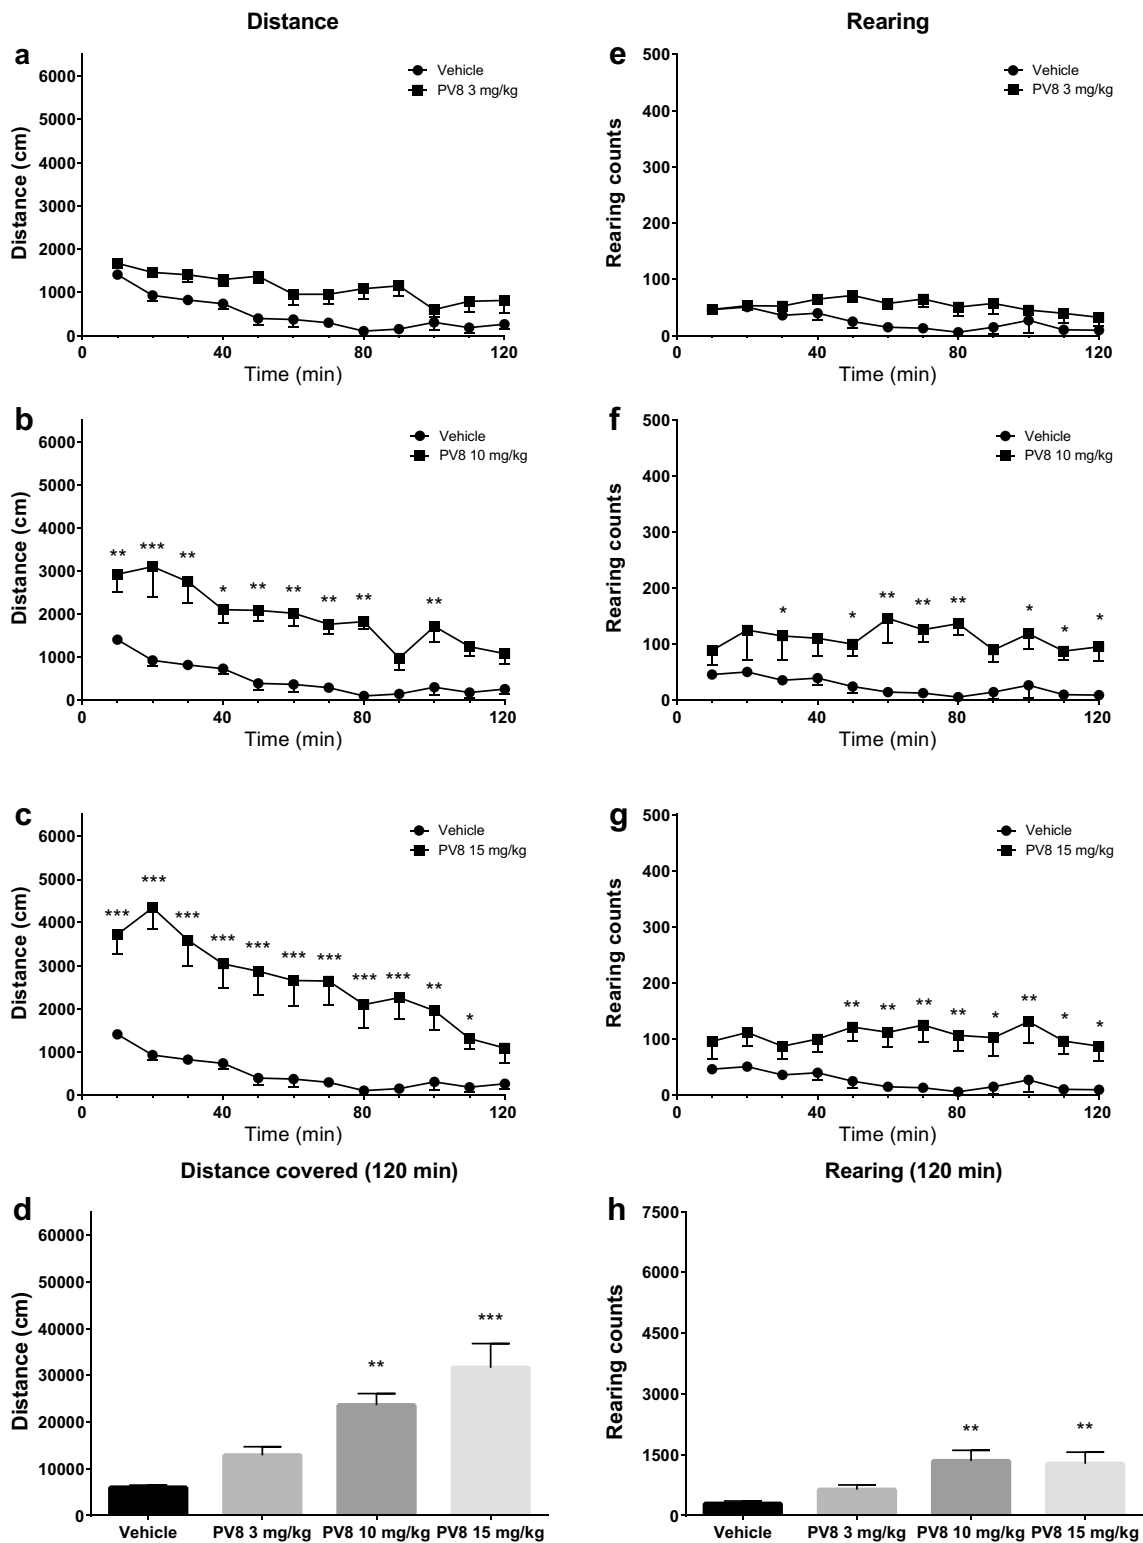 Distance
a
Vehicle
PV8 3 mg/kg
Distance (cm)
6000
5000
4000
3000
2000
1000
0
0 40 80 120
Time (min)
b
Vehicle
PV8 10 mg/kg
Distance (cm)
6000
5000
4000
3000
2000
1000
0
** *** ** * ** ** ** ** **
0 40 80 120
Time (min)
c
Vehicle
PV8 15 mg/kg
Distance (cm)
6000
5000
4000
3000
2000
1000
0
*** *** *** *** *** *** *** *** *** ** *
0 40 80 120
Time (min)
Distance covered (120 min)
d
Distance (cm)
60000
50000
40000
30000
20000
10000
0
** ***
Vehicle PV8 3 mg/kg PV8 10 mg/kg PV8 15 mg/kg
Rearing
e
Vehicle
PV8 3 mg/kg
Rearing counts
500
400
300
200
100
0
0 40 80 120
Time (min)
f
Vehicle
PV8 10 mg/kg
Rearing counts
500
400
300
200
100
0
* * ** ** ** * * *
0 40 80 120
Time (min)
g
Vehicle
PV8 15 mg/kg
Rearing counts
500
400
300
200
100
0
** ** ** ** * ** * *
0 40 80 120
Time (min)
Rearing (120 min)
h
Rearing counts
7500
6000
4500
3000
1500
0
** **
Vehicle PV8 3 mg/kg PV8 10 mg/kg PV8 15 mg/kg